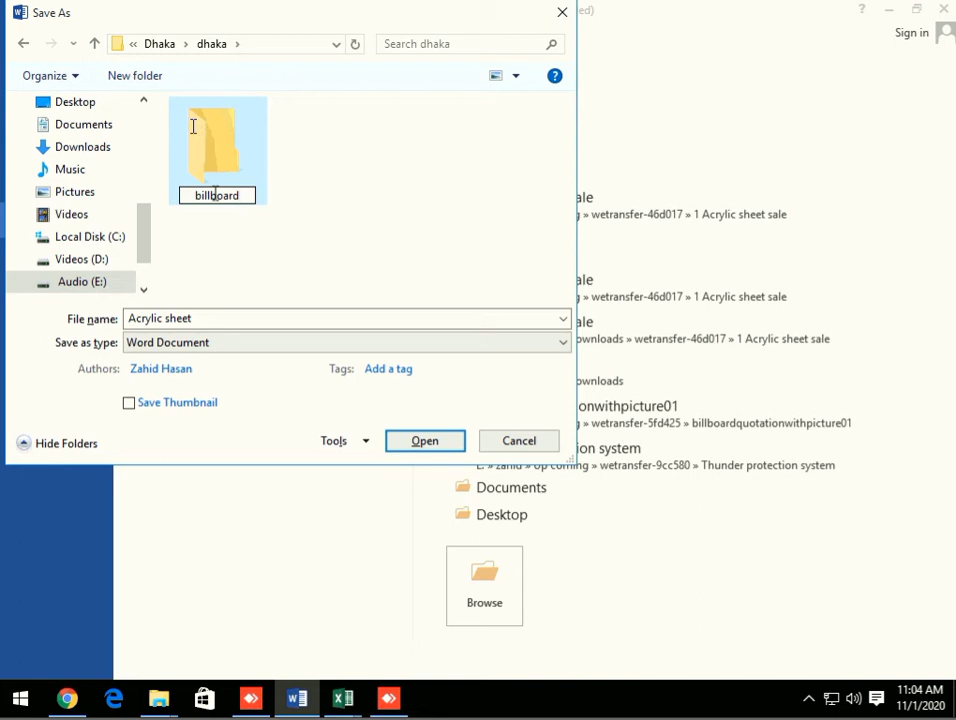 Save As
ed)
Sign in
« Dhaka › dhaka ›
Search dhaka
Organize
New folder
Desktop
Documents
Downloads
Music
Pictures
Videos
Local Disk (C:)
Videos (D:)
Audio (E:)
billboard
File name: Acrylic sheet
Save as type: Word Document
Authors: Zahid Hasan
Tags: Add a tag
Save Thumbnail
Hide Folders
Tools
Open
Cancel
ale
» wetransfer-46d017 » 1 Acrylic sheet sale
ale
» wetransfer-46d017 » 1 Acrylic sheet sale
ale
ownloads » wetransfer-46d017 » 1 Acrylic sheet sale
ownloads
onwithpicture01
» wetransfer-5fd425 » billboardquotationwithpicture01
ion system
E: » zahid » Up coming » wetransfer-9cc580 » Thunder protection system
Documents
Desktop
Browse
11:04 AM
11/1/2020